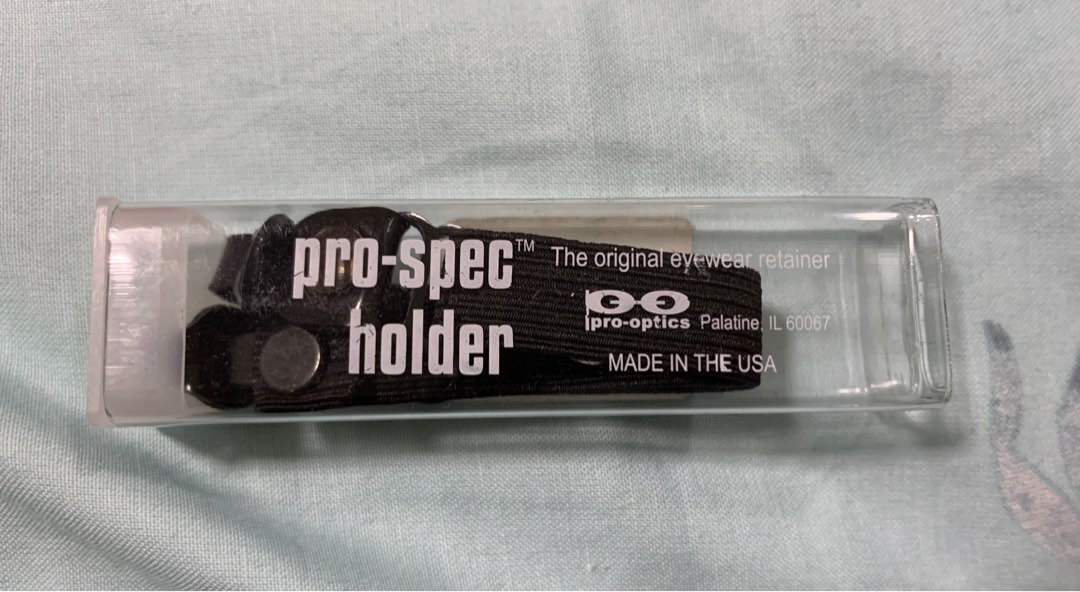 pro-spec™
holder
The original eyewear retainer
pro-optics Palatine, IL 60067
MADE IN THE USA